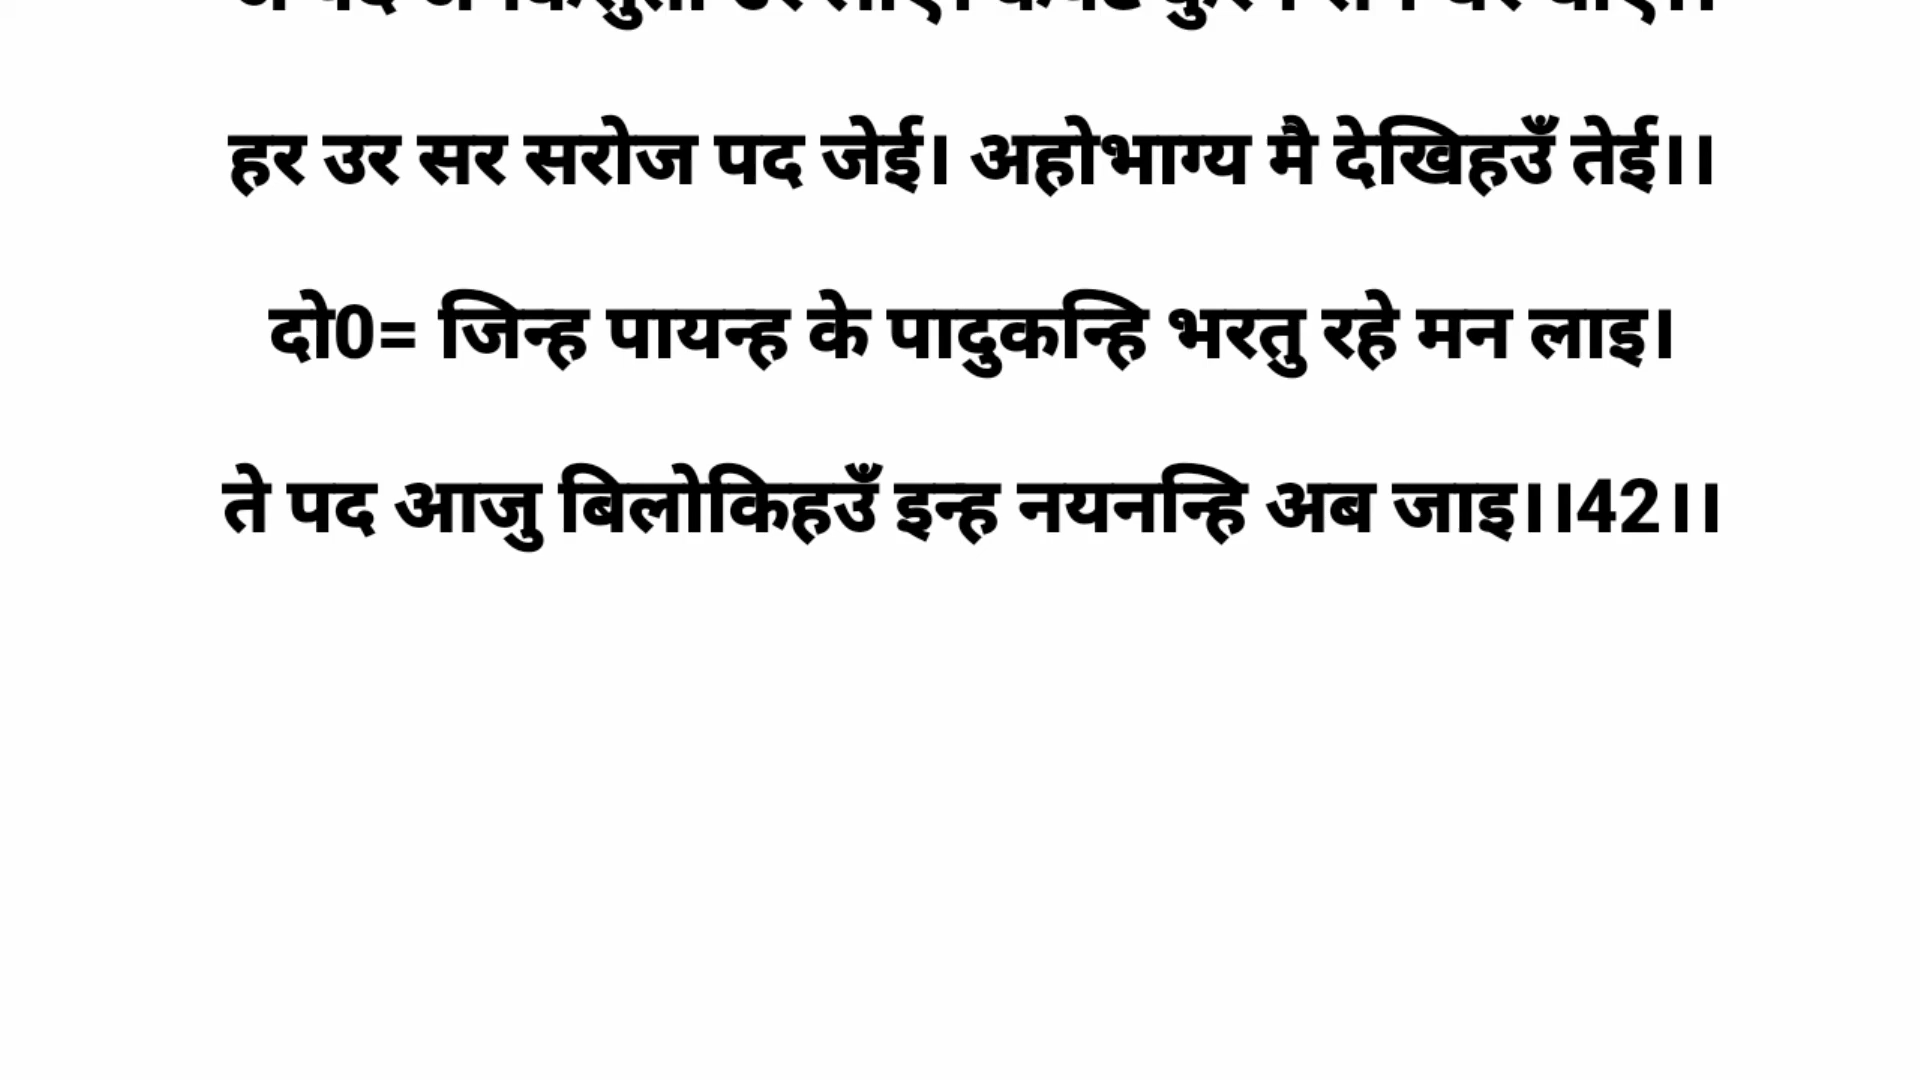 हर उर सर सरोज पद जेई। अहोभाग्य मै देखिहउँ तेई।।
दो0= जिन्ह पायन्ह के पादुकन्हि भरतु रहे मन लाइ।
ते पद आजु बिलोकिहउँ इन्ह नयनन्हि अब जाइ।।42।।